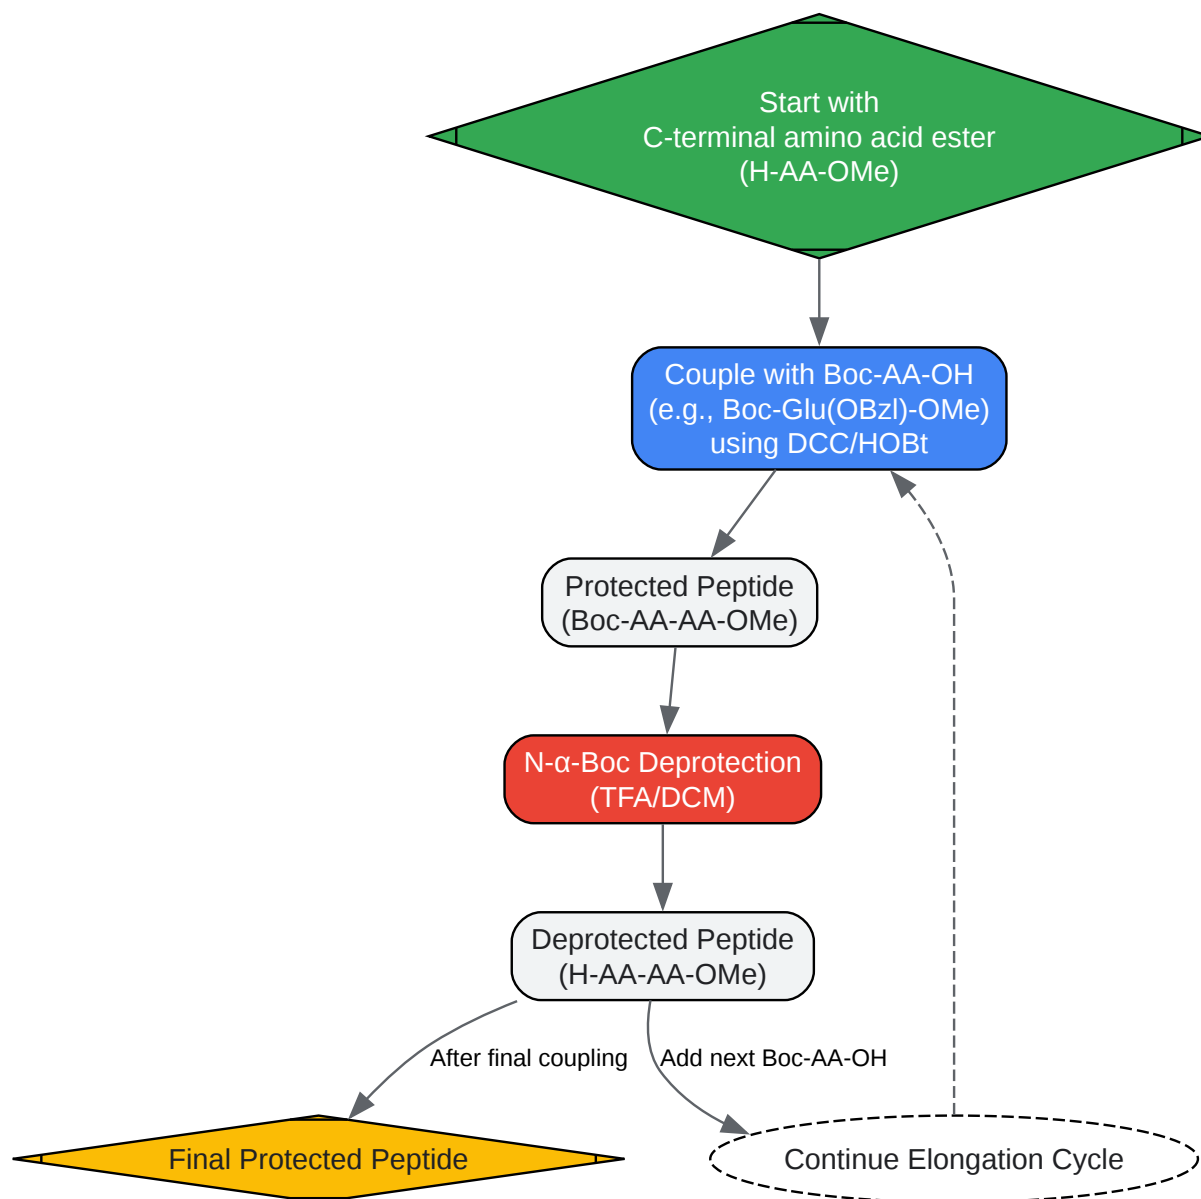 Start with
C-terminal amino acid ester
(H-AA-OMe)
Couple with Boc-AA-OH
(e.g., Boc-Glu(OBzl)-OMe)
using DCC/HOBt
Protected Peptide
(Boc-AA-AA-OMe)
N-α-Boc Deprotection
(TFA/DCM)
Deprotected Peptide
(H-AA-AA-OMe)
After final coupling
Add next Boc-AA-OH
Final Protected Peptide
Continue Elongation Cycle